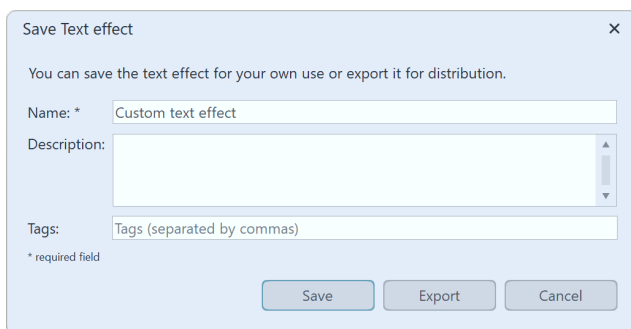 Save Text effect
You can save the text effect for your own use or export it for distribution.
Name: * Custom text effect
Description:
Tags: Tags (separated by commas)
* required field
Save Export Cancel